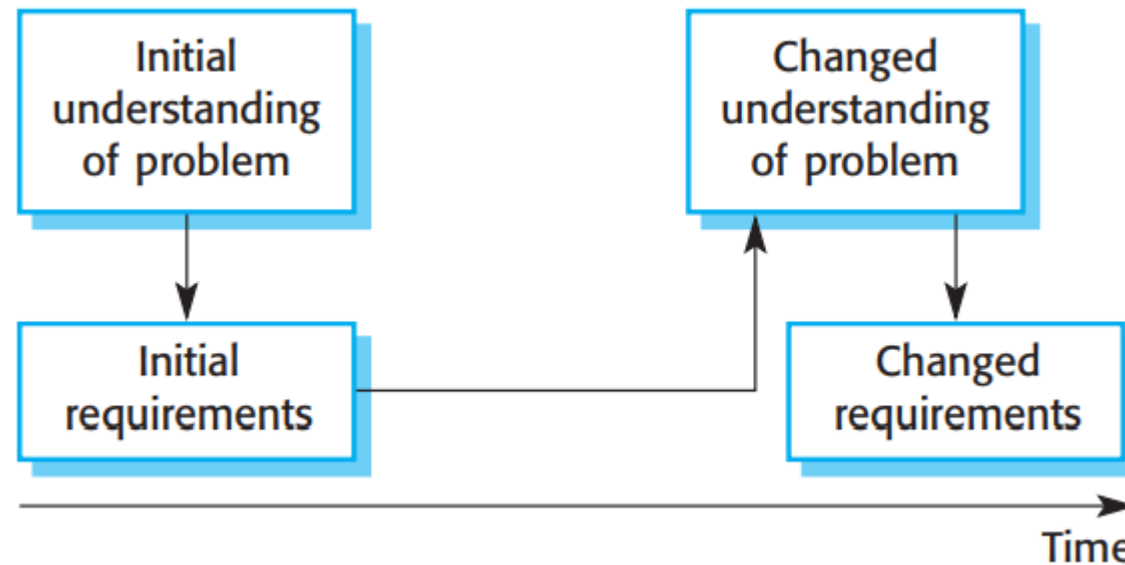 Initial
understanding
of problem
Changed
understanding
of problem
Initial
requirements
Changed
requirements
Time